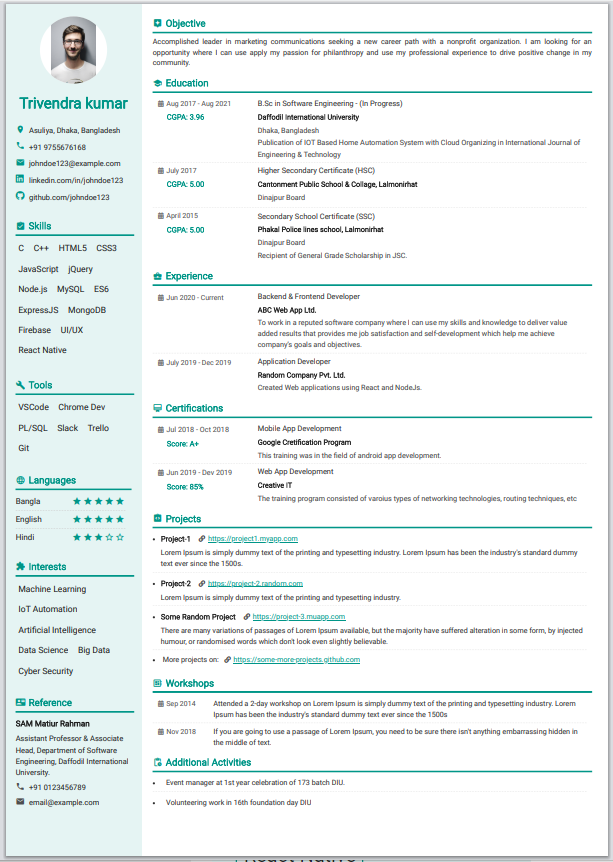 Trivendra kumar
Asuliya, Dhaka, Bangladesh
+91 9755676168
johndoe123@example.com
linkedin.com/in/johndoe123
github.com/johndoe123
Skills
C C++ HTML5 CSS3
JavaScript jQuery
Node.js MySQL ES6
ExpressJS MongoDB
Firebase UI/UX
React Native
Tools
VSCode Chrome Dev
PL/SQL Slack Trello
Git
Languages
Bangla
English
Hindi
Interests
Machine Learning
IoT Automation
Artificial Intelligence
Data Science Big Data
Cyber Security
Reference
SAM Matiur Rahman
Assistant Professor & Associate
Head, Department of Software
Engineering, Daffodil International
University.
+91 0123456789
email@example.com
Objective
Accomplished leader in marketing communications seeking a new career path with a nonprofit organization. I am looking for an
opportunity where I can use apply my passion for philanthropy and use my professional experience to drive positive change in my
community.
Education
Aug 2017 - Aug 2021 B.Sc in Software Engineering - (In Progress)
CGPA: 3.96 Daffodil International University
Dhaka, Bangladesh
Publication of IOT Based Home Automation System with Cloud Organizing in International Journal of
Engineering & Technology
July 2017 Higher Secondary Certificate (HSC)
CGPA: 5.00 Cantonment Public School & Collage, Lalmonirhat
Dinajpur Board
April 2015 Secondary School Certificate (SSC)
CGPA: 5.00 Phakal Police lines school, Lalmonirhat
Dinajpur Board
Recipient of General Grade Scholarship in JSC.
Experience
Jun 2020 - Current Backend & Frontend Developer
ABC Web App Ltd.
To work in a reputed software company where I can use my skills and knowledge to deliver value
added results that provides me job satisfaction and self-development which help me achieve
company's goals and objectives.
July 2019 - Dec 2019 Application Developer
Random Company Pvt. Ltd.
Created Web applications using React and NodeJs.
Certifications
Jul 2018 - Oct 2018 Mobile App Development
Score: A+ Google Cretification Program
This training was in the field of android app development.
Jun 2019 - Dev 2019 Web App Development
Score: 85% Creative IT
The training program consisted of varoius types of networking technologies, routing techniques, etc
Projects
• Project-1 https://project1.myapp.com
Lorem Ipsum is simply dummy text of the printing and typesetting industry. Lorem Ipsum has been the industry's standard dummy
text ever since the 1500s.
• Project-2 https://project-2.random.com
Lorem Ipsum is simply dummy text of the printing and typesetting industry.
• Some Random Project https://project-3.muapp.com
There are many variations of passages of Lorem Ipsum available, but the majority have suffered alteration in some form, by injected
humour, or randomised words which don't look even slightly believable.
• More projects on: https://some-more-projects.github.com
Workshops
Sep 2014 Attended a 2-day workshop on Lorem Ipsum is simply dummy text of the printing and typesetting industry. Lorem
Ipsum has been the industry's standard dummy text ever since the 1500s
Nov 2018 If you are going to use a passage of Lorem Ipsum, you need to be sure there isn't anything embarrassing hidden in
the middle of text.
Additional Activities
• Event manager at 1st year celebration of 173 batch DIU.
• Volunteering work in 16th foundation day DIU